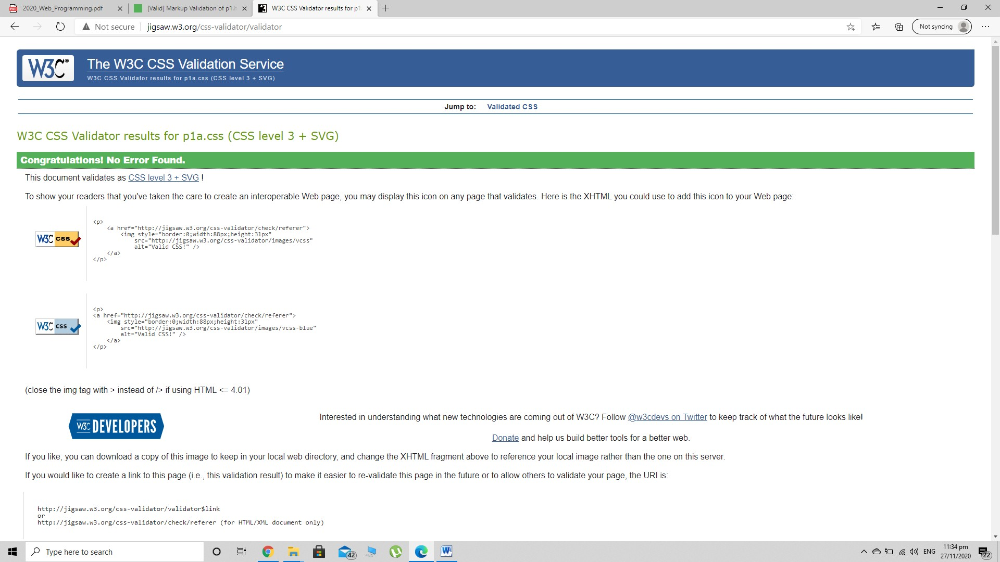 2020_Web_Programming.pdf
[Valid] Markup Validation of p1.h
W3C CSS Validator results for p1
Not secure
jigsaw.w3.org/css-validator/validator
Not syncing
W3C®
The W3C CSS Validation Service
W3C CSS Validator results for p1a.css (CSS level 3 + SVG)
Jump to: Validated CSS
W3C CSS Validator results for p1a.css (CSS level 3 + SVG)
Congratulations! No Error Found.
This document validates as CSS level 3 + SVG !
To show your readers that you've taken the care to create an interoperable Web page, you may display this icon on any page that validates. Here is the XHTML you could use to add this icon to your Web page:
W3C css
<p>
<a href="http://jigsaw.w3.org/css-validator/check/referer">
<img style="border:0;width:88px;height:31px"
src="http://jigsaw.w3.org/css-validator/images/vcss"
alt="Valid CSS!" />
</a>
</p>
W3C css
<p>
<a href="http://jigsaw.w3.org/css-validator/check/referer">
<img style="border:0;width:88px;height:31px"
src="http://jigsaw.w3.org/css-validator/images/vcss-blue"
alt="Valid CSS!" />
</a>
</p>
(close the img tag with > instead of /> if using HTML <= 4.01)
W3C DEVELOPERS
Interested in understanding what new technologies are coming out of W3C? Follow @w3cdevs on Twitter to keep track of what the future looks like!
Donate and help us build better tools for a better web.
If you like, you can download a copy of this image to keep in your local web directory, and change the XHTML fragment above to reference your local image rather than the one on this server.
If you would like to create a link to this page (i.e., this validation result) to make it easier to re-validate this page in the future or to allow others to validate your page, the URI is:
http://jigsaw.w3.org/css-validator/validator$link
or
http://jigsaw.w3.org/css-validator/check/referer (for HTML/XML document only)
Type here to search
42
W
ENG
11:34 pm
27/11/2020
22